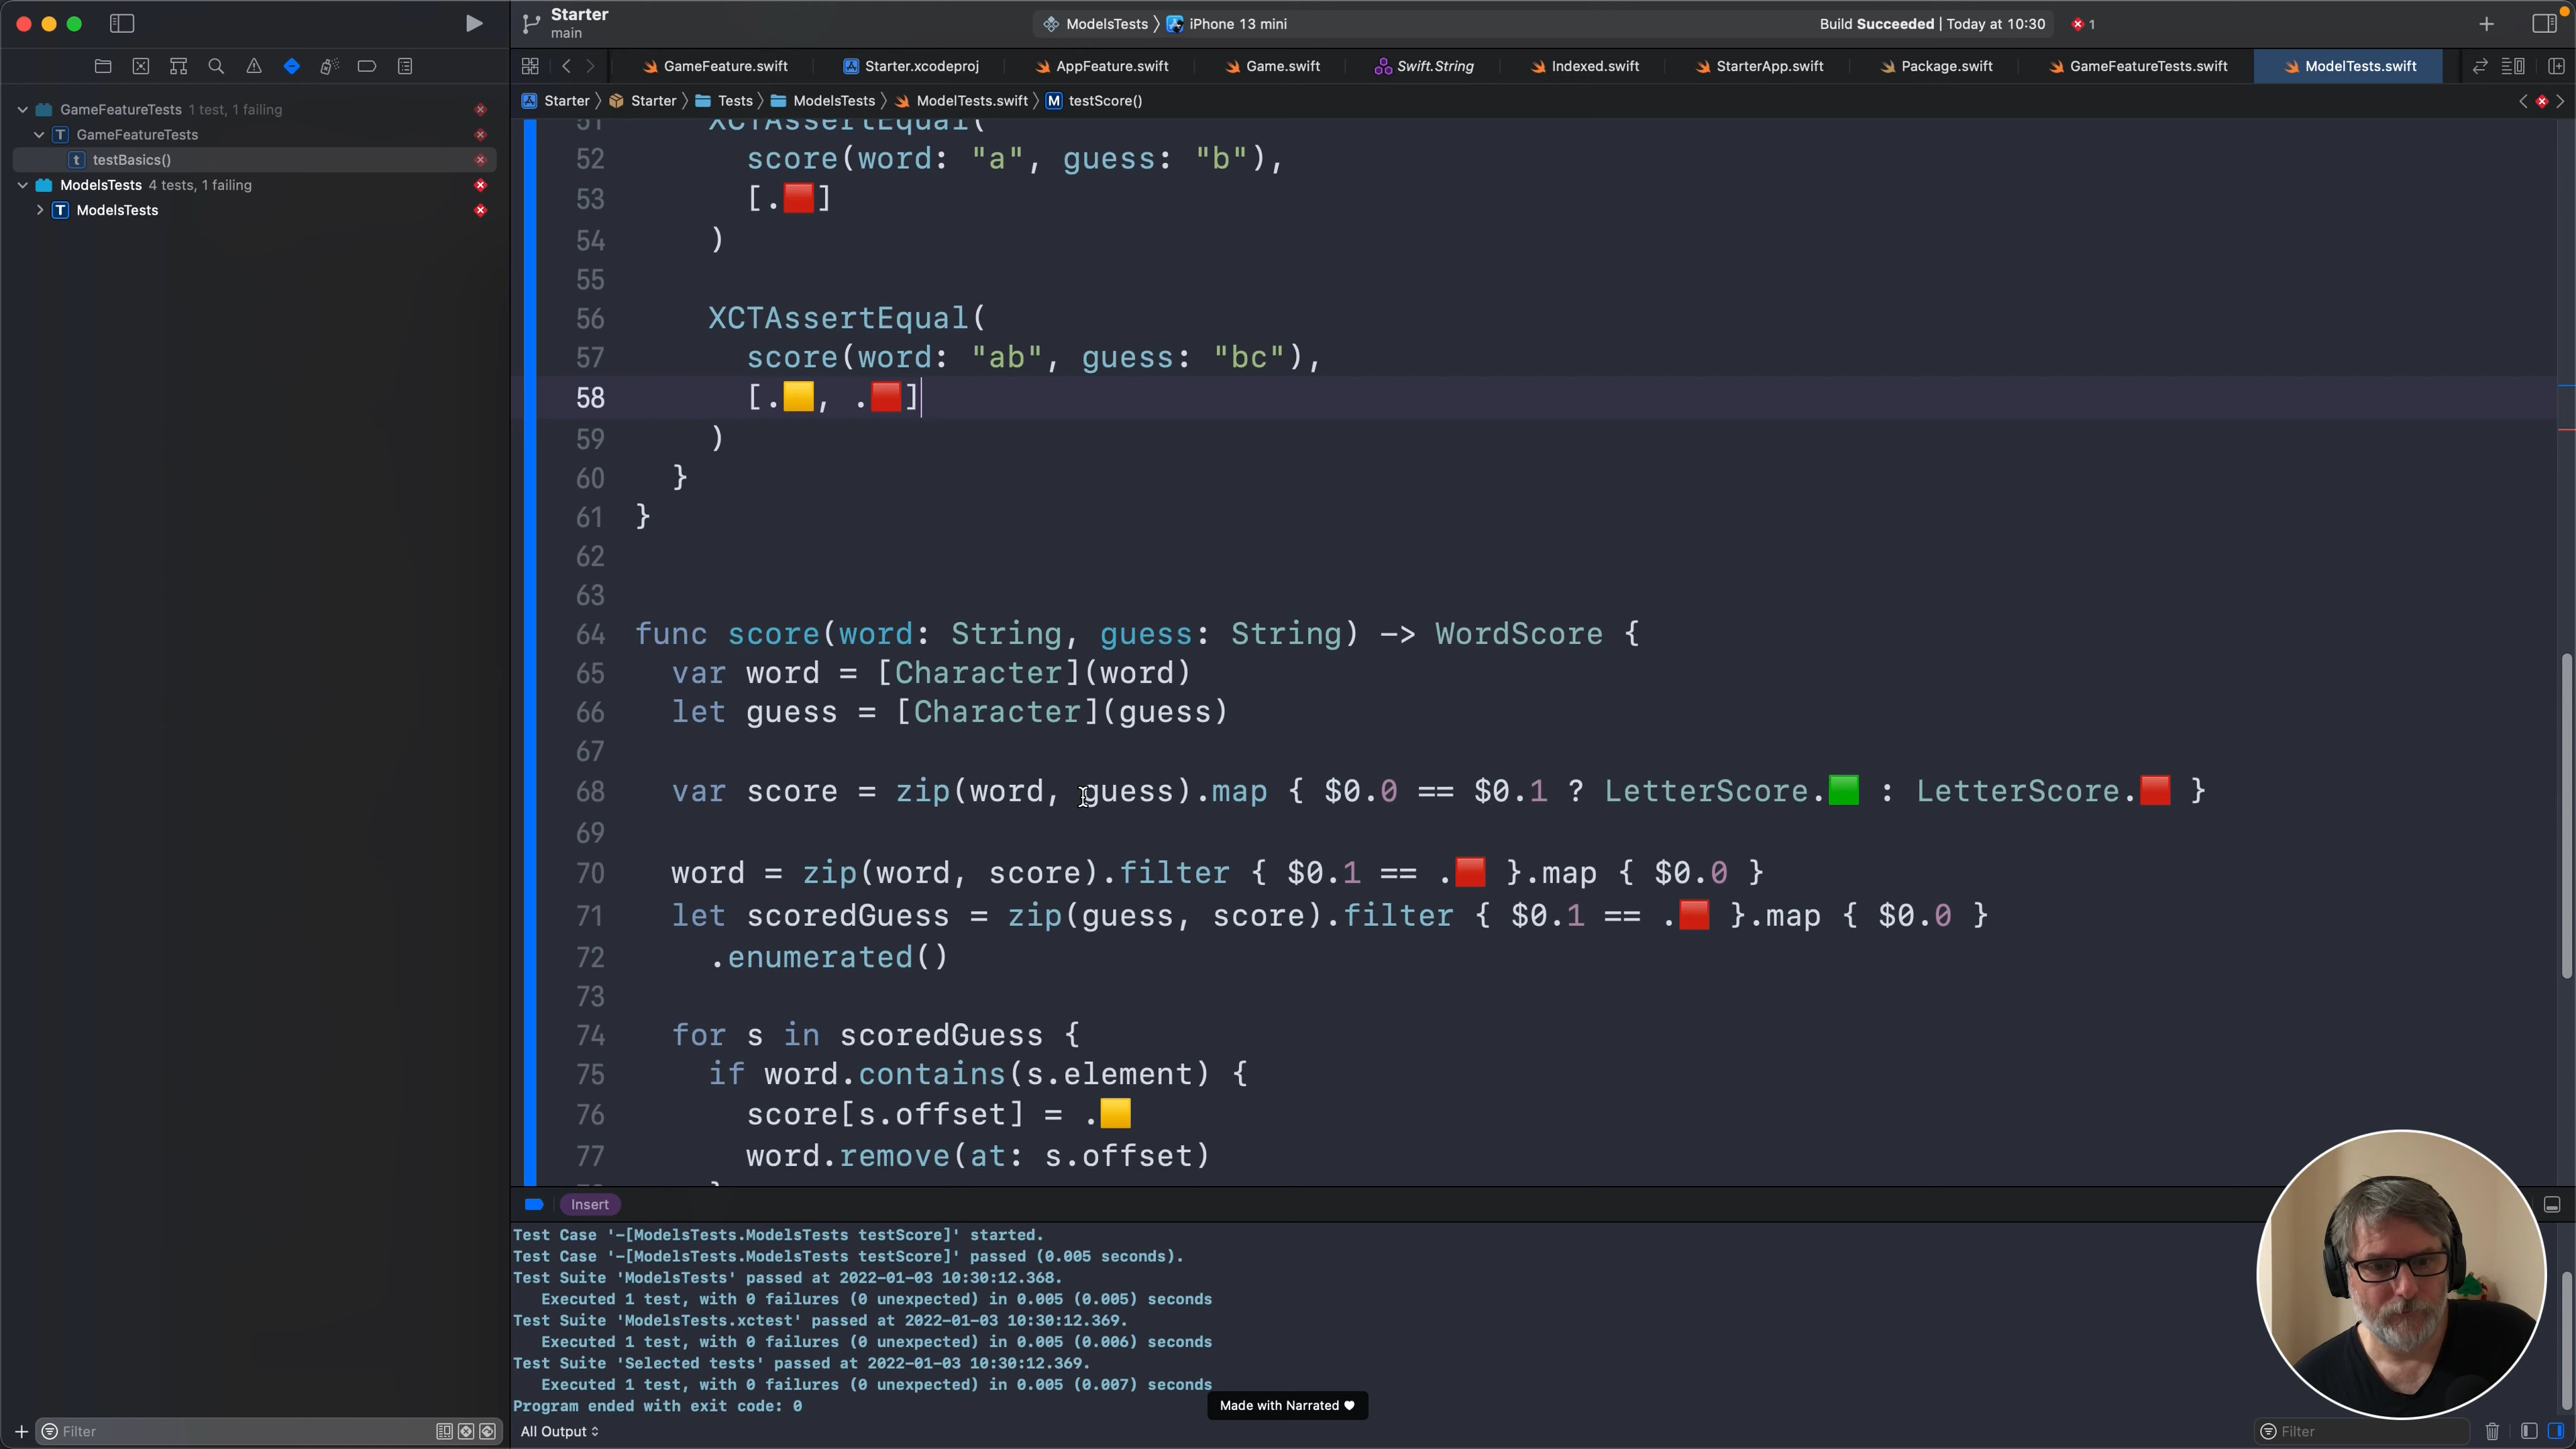 Starter
main
ModelsTests 〉 iPhone 13 mini
Build Succeeded | Today at 10:30
1
GameFeature.swift
Starter.xcodeproj
AppFeature.swift
Game.swift
Swift.String
Indexed.swift
StarterApp.swift
Package.swift
GameFeatureTests.swift
ModelTests.swift
Starter 〉 Starter 〉 Tests 〉 ModelsTests 〉 ModelTests.swift 〉 M testScore()
GameFeatureTests 1 test, 1 failing
T GameFeatureTests
t testBasics()
ModelsTests 4 tests, 1 failing
T ModelsTests
51 XCTAssertEqual(
52 score(word: "a", guess: "b"),
53 [.🟥]
54 )
55
56 XCTAssertEqual(
57 score(word: "ab", guess: "bc"),
58 [.🟨, .🟥]
59 )
60 }
61 }
62
63
64 func score(word: String, guess: String) -> WordScore {
65 var word = [Character](word)
66 let guess = [Character](guess)
67
68 var score = zip(word, guess).map { $0.0 == $0.1 ? LetterScore.🟩 : LetterScore.🟥 }
69
70 word = zip(word, score).filter { $0.1 == .🟥 }.map { $0.0 }
71 let scoredGuess = zip(guess, score).filter { $0.1 == .🟥 }.map { $0.0 }
72 .enumerated()
73
74 for s in scoredGuess {
75 if word.contains(s.element) {
76 score[s.offset] = .🟨
77 word.remove(at: s.offset)
Insert
Test Case '-[ModelsTests.ModelsTests testScore]' started.
Test Case '-[ModelsTests.ModelsTests testScore]' passed (0.005 seconds).
Test Suite 'ModelsTests' passed at 2022-01-03 10:30:12.368.
Executed 1 test, with 0 failures (0 unexpected) in 0.005 (0.005) seconds
Test Suite 'ModelsTests.xctest' passed at 2022-01-03 10:30:12.369.
Executed 1 test, with 0 failures (0 unexpected) in 0.005 (0.006) seconds
Test Suite 'Selected tests' passed at 2022-01-03 10:30:12.369.
Executed 1 test, with 0 failures (0 unexpected) in 0.005 (0.007) seconds
Program ended with exit code: 0
Made with Narrated ♥
Filter
All Output
Filter